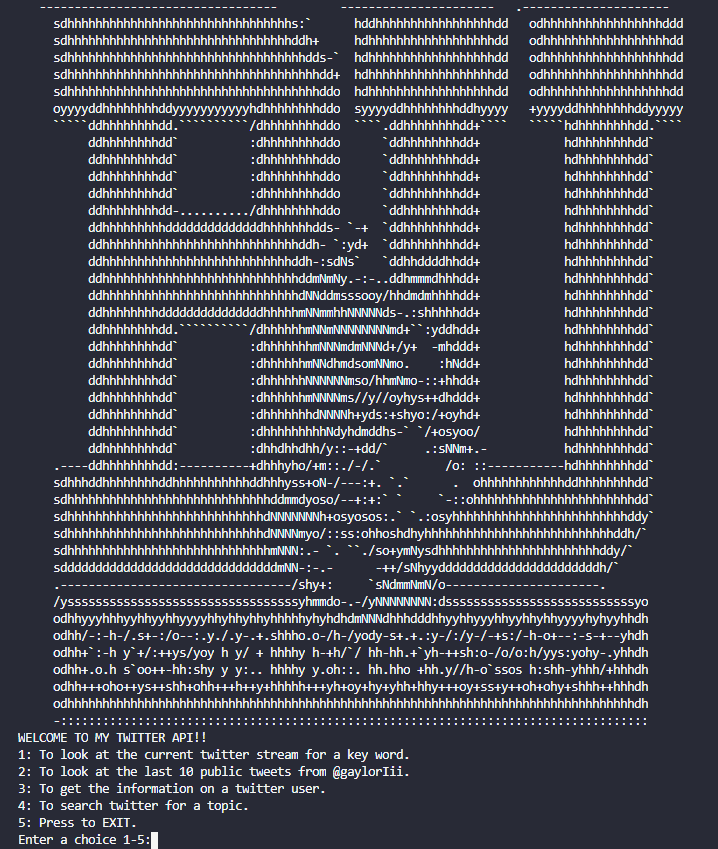 BU
WELCOME TO MY TWITTER API!!
1: To look at the current twitter stream for a key word.
2: To look at the last 10 public tweets from @gaylorIii.
3: To get the information on a twitter user.
4: To search twitter for a topic.
5: Press to EXIT.
Enter a choice 1-5: